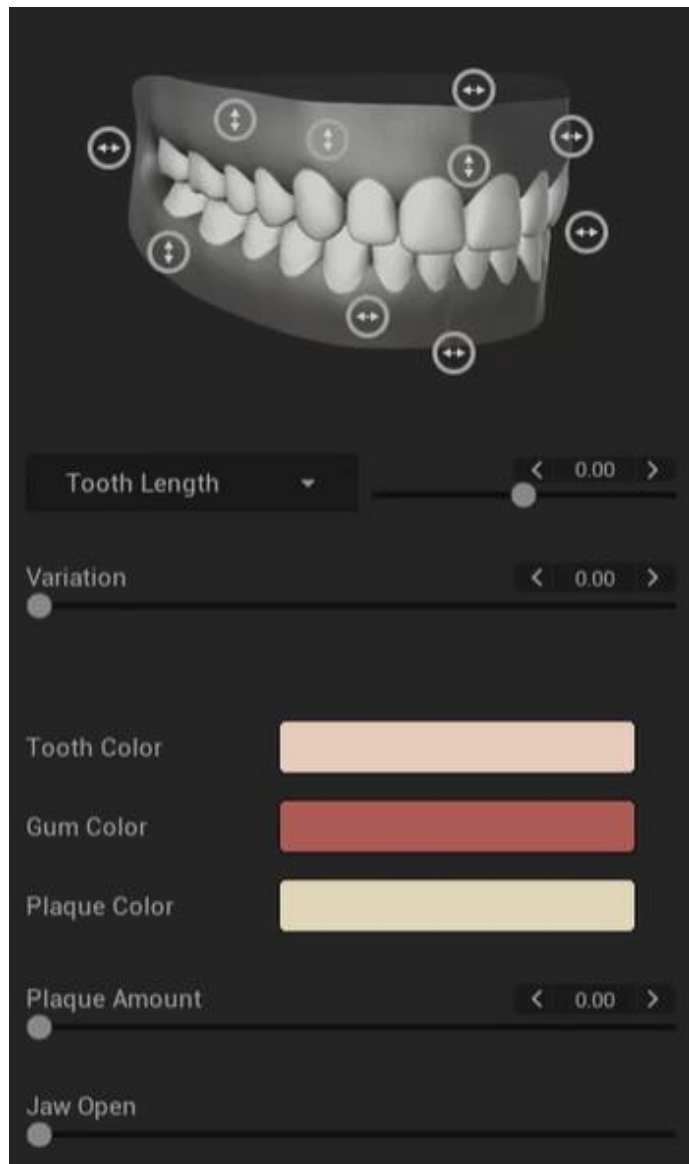 Tooth Length
0.00
Variation
0.00
Tooth Color
Gum Color
Plaque Color
Plaque Amount
0.00
Jaw Open